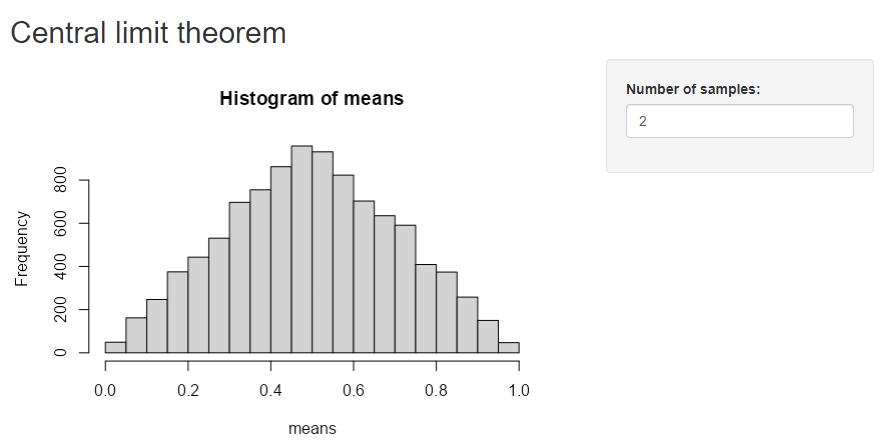 Central limit theorem
Histogram of means
Frequency
0 200 400 600 800
0.0 0.2 0.4 0.6 0.8 1.0
means
Number of samples:
2